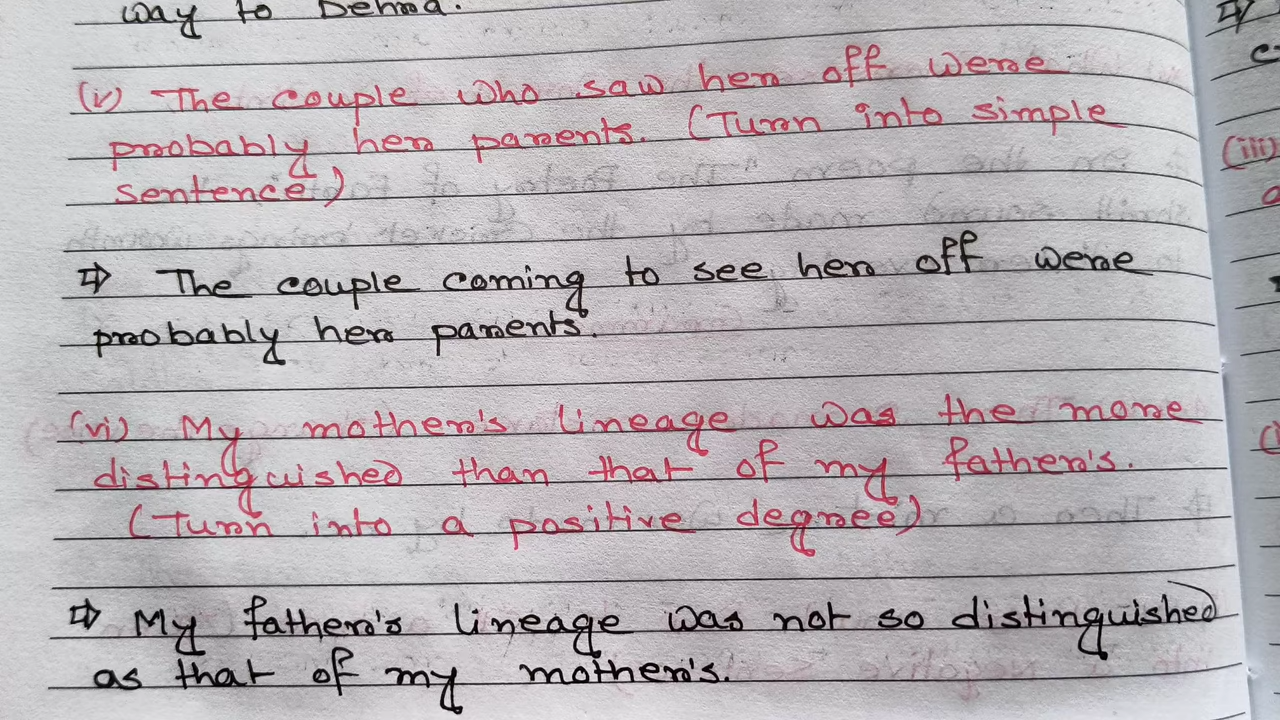 way to Dehra.
(v) The couple who saw her off were
probably her parents. (Turn into simple
sentence)
⇒ The couple coming to see her off were
probably her parents.
(vi) My mother's lineage was the more
distinguished than that of my father's.
(Turn into a positive degree)
⇒ My father's lineage was not so distinguished
as that of my mother's.
(iii)